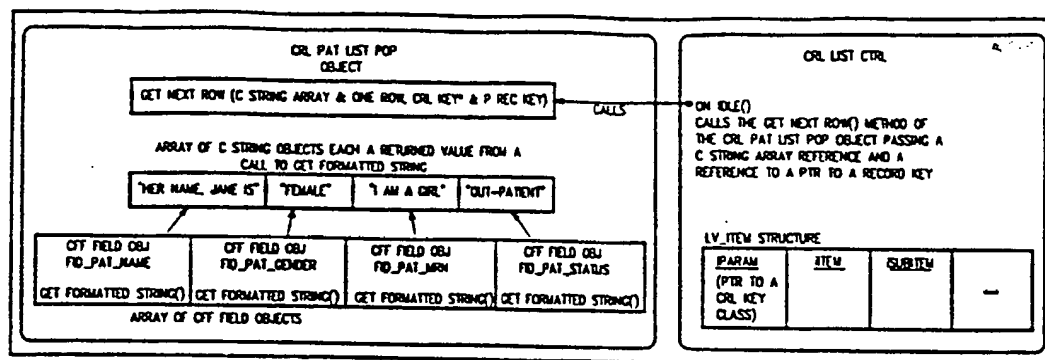 CRL PAT LIST POP
OBJECT
GET NEXT ROW (C STRING ARRAY & ONE ROW, CRL KEY* & P REC KEY)
CALLS
ARRAY OF C STRING OBJECTS EACH A RETURNED VALUE FROM A
CALL TO GET FORMATTED STRING
"HER NAME, JANE IS" "FEMALE" "I AM A GIRL" "OUT-PATIENT"
CFF FIELD OBJ CFF FIELD OBJ CFF FIELD OBJ CFF FIELD OBJ
FID_PAT_NAME FID_PAT_GENDER FID_PAT_MRN FID_PAT_STATUS
GET FORMATTED STRING() GET FORMATTED STRING() GET FORMATTED STRING() GET FORMATTED STRING()
ARRAY OF CFF FIELD OBJECTS
CRL LIST CTRL
ON IDLE()
CALLS THE GET NEXT ROW() METHOD OF
THE CRL PAT LIST POP OBJECT PASSING A
C STRING ARRAY REFERENCE AND A
REFERENCE TO A PTR TO A RECORD KEY
LV_ITEM STRUCTURE
lPARAM iITEM iSUBITEM
(PTR TO A
CRL KEY
CLASS)